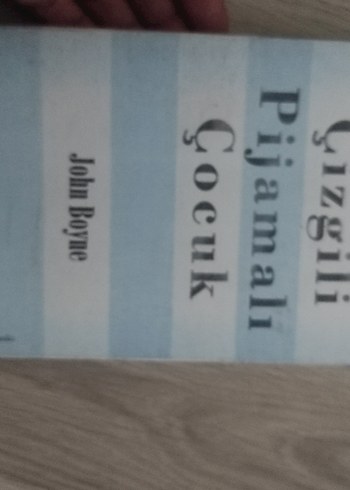 Çizgili
Pijamalı
Çocuk
John Boyne